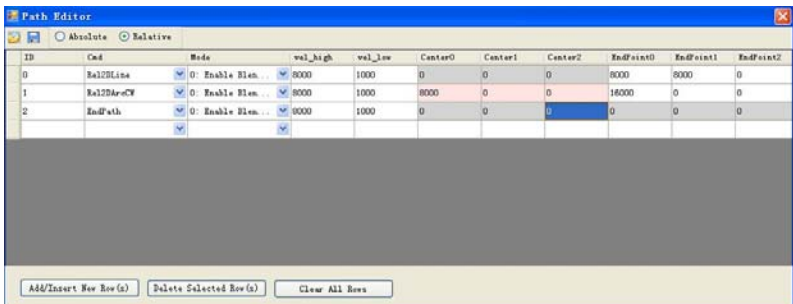 Path Editor
Absolute Relative
ID Cmd Mode vel_high vel_low Center0 Center1 Center2 EndPoint0 EndPoint1 EndPoint2
0 Rel2DLine 0: Enable Blen... 8000 1000 0 0 0 8000 8000 0
1 Rel2DArcCW 0: Enable Blen... 8000 1000 8000 0 0 16000 0 0
2 EndPath 0: Enable Blen... 8000 1000 0 0 0 0 0 0
Add/Insert New Row(s) Delete Selected Row(s) Clear All Rows